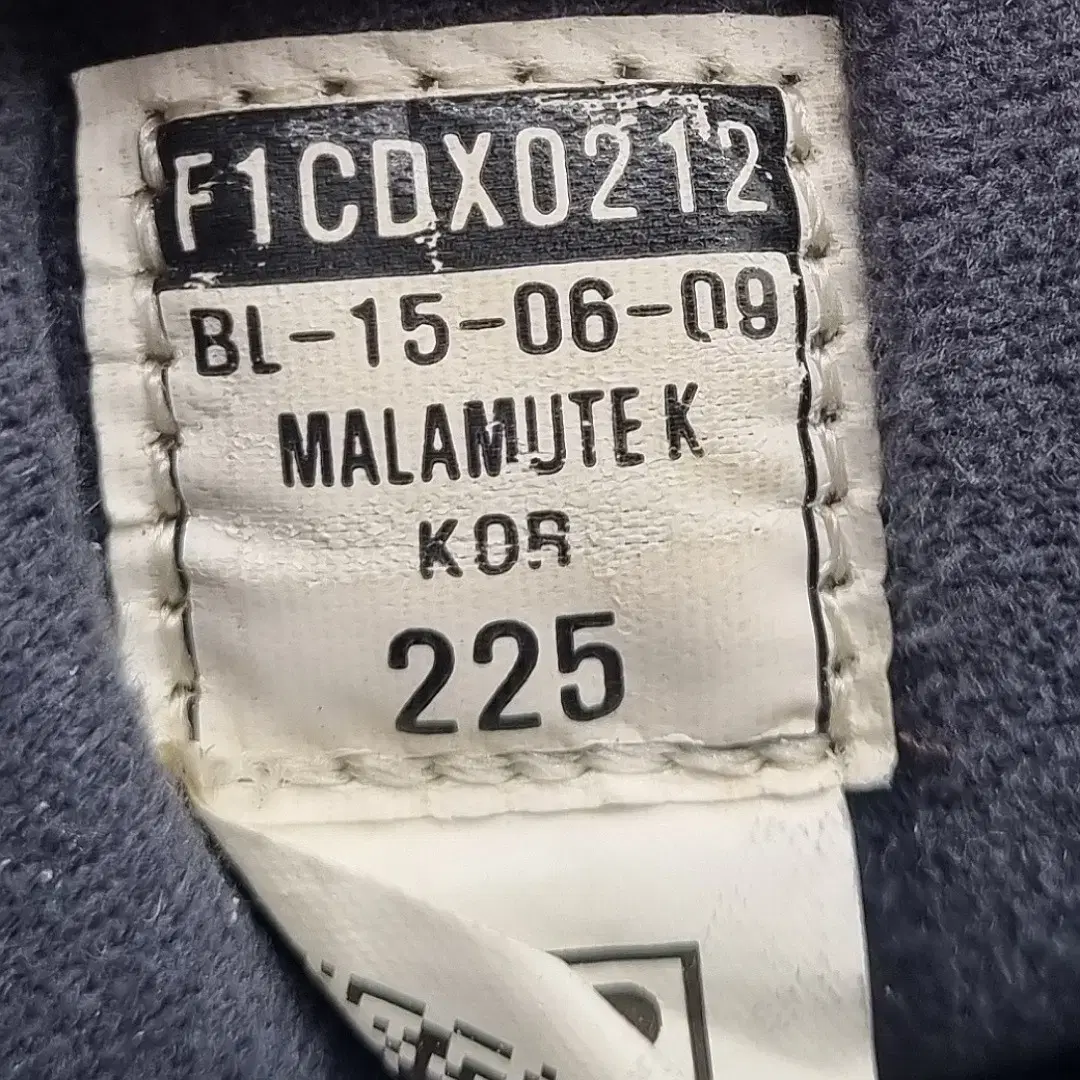 F1CDX0212
BL-15-06-09
MALAMUTE K
KOR
225